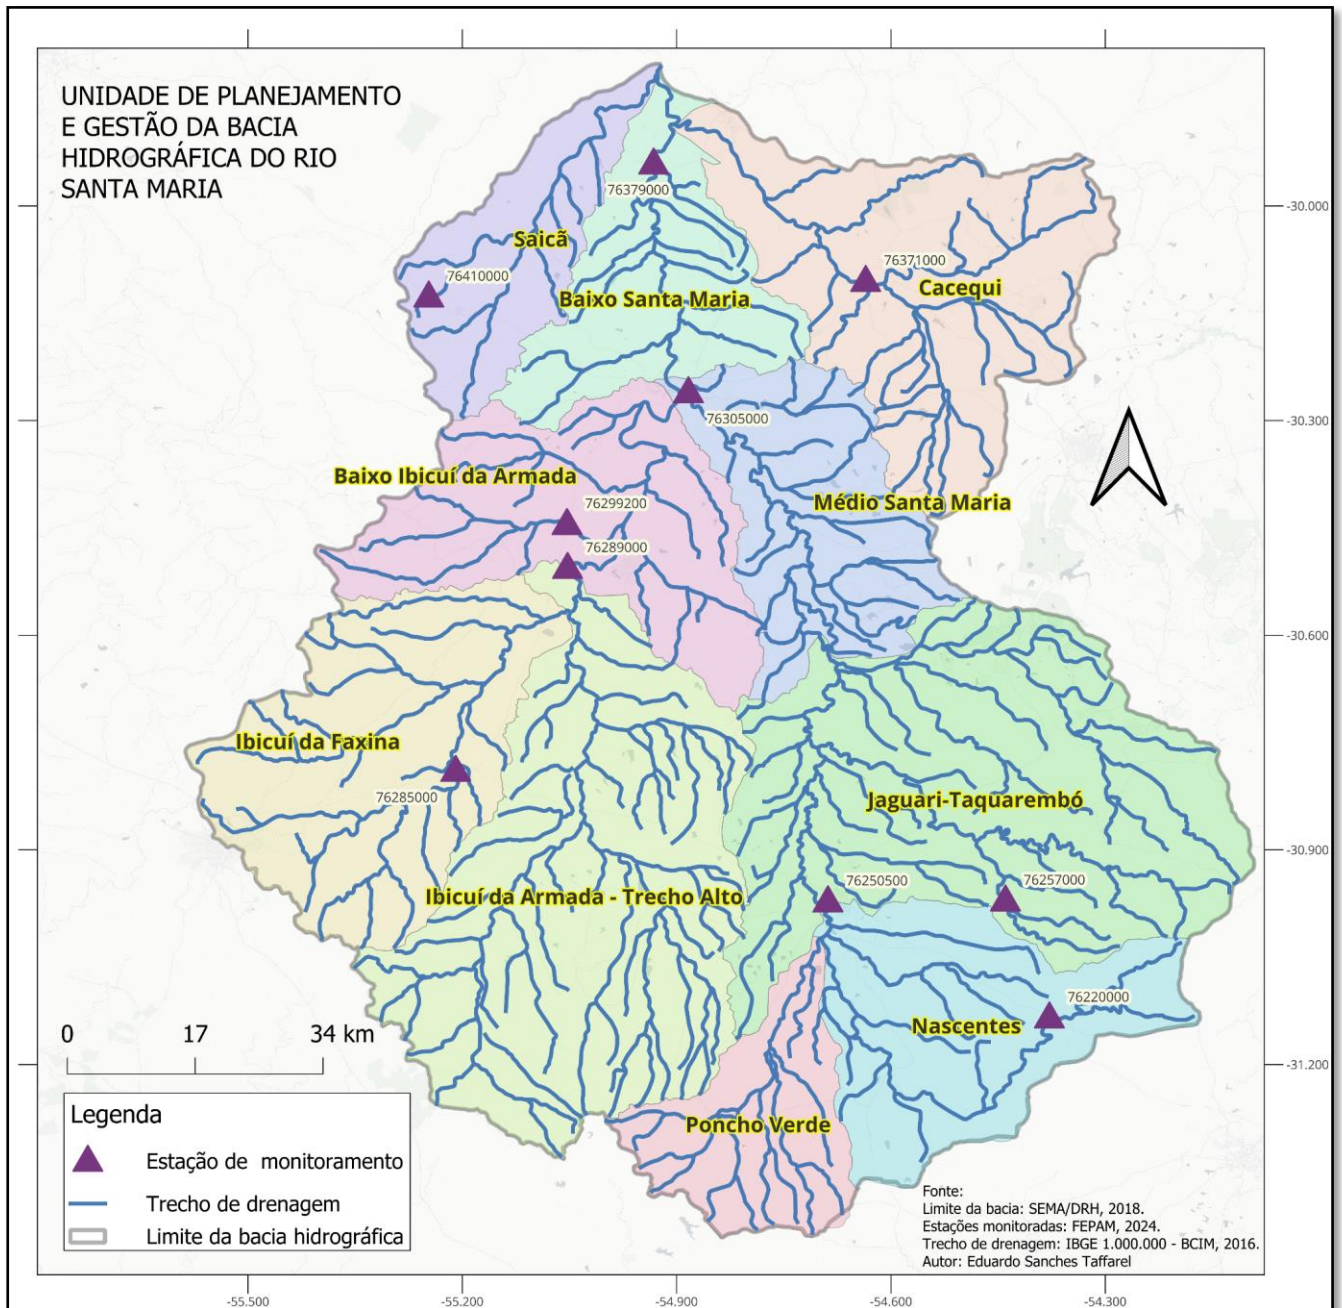 UNIDADE DE PLANEJAMENTO
E GESTÃO DA BACIA
HIDROGRÁFICA DO RIO
SANTA MARIA
76379000
-30.000
Saicã
76410000
76371000
Cacequi
Baixo Santa Maria
76305000
-30.300
Baixo Ibicuí da Armada
76299200
Médio Santa Maria
76289000
-30.600
Ibicuí da Faxina
76285000
Jaguari-Taquarembó
-30.900
76250500
76257000
Ibicuí da Armada - Trecho Alto
76220000
Nascentes
0 17 34 km
-31.200
Poncho Verde
Legenda
Estação de monitoramento
Trecho de drenagem
Limite da bacia hidrográfica
Fonte:
Limite da bacia: SEMA/DRH, 2018.
Estações monitoradas: FEPAM, 2024.
Trecho de drenagem: IBGE 1.000.000 - BCIM, 2016.
Autor: Eduardo Sanches Taffarel
-55.500 -55.200 -54.900 -54.600 -54.300